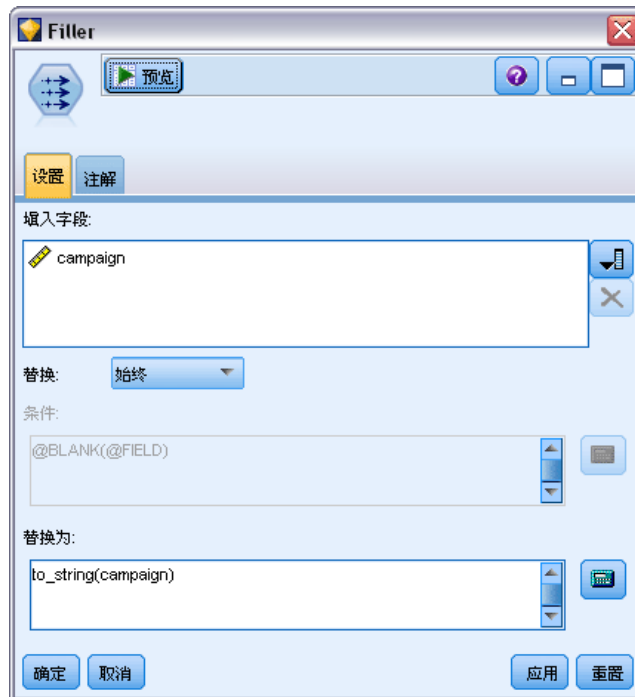 Filler
预览
设置
注解
填入字段:
campaign
替换: 始终
条件:
@BLANK(@FIELD)
替换为:
to_string(campaign)
确定 取消 应用 重置